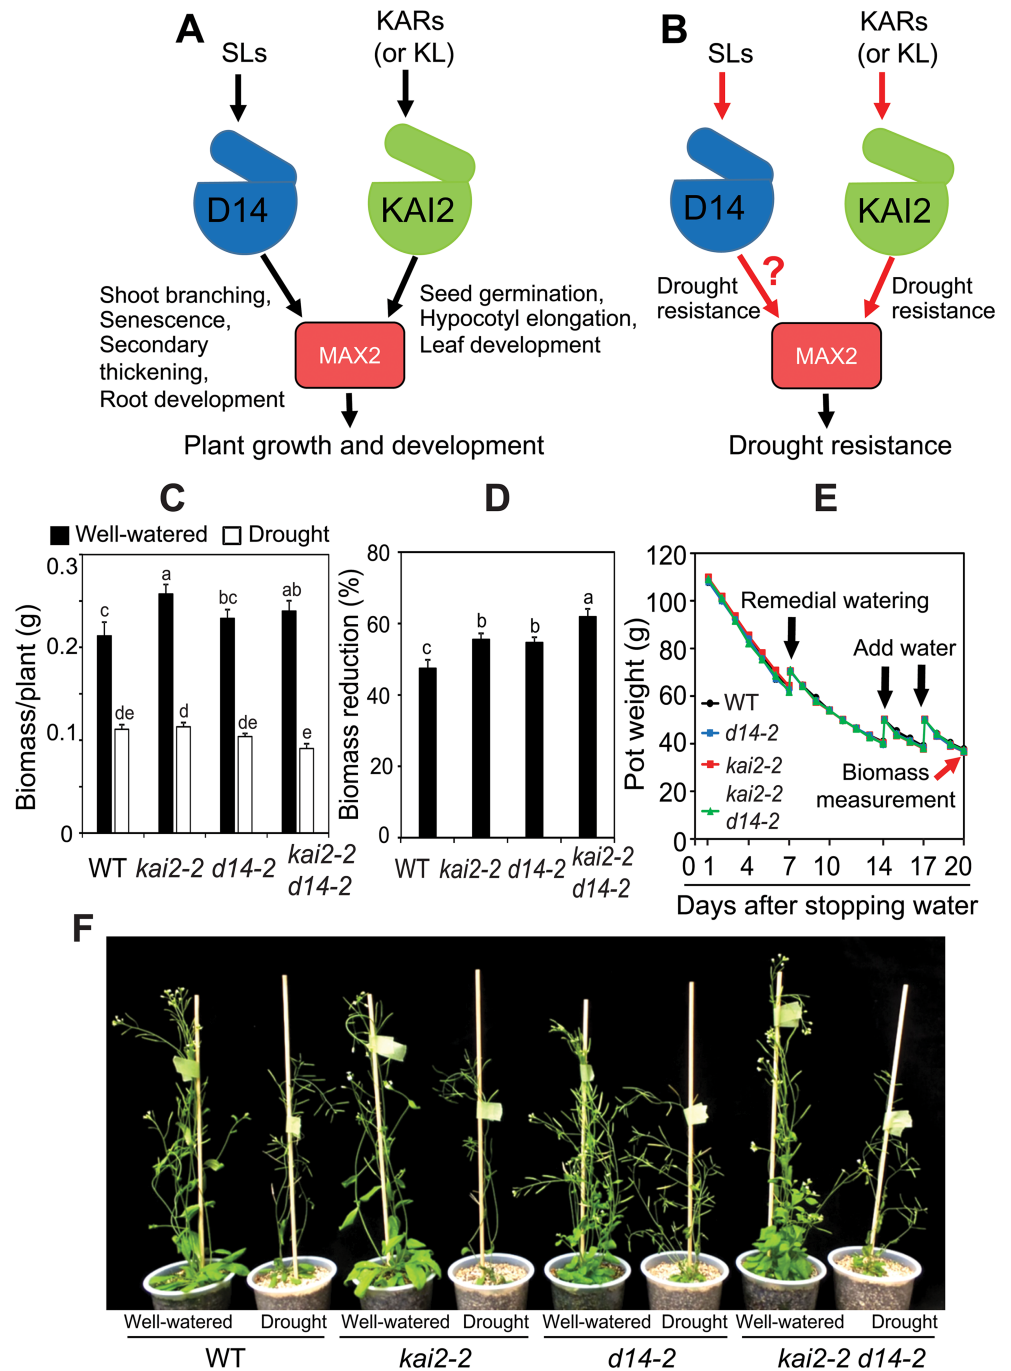 A
SLs
KARs
(or KL)
D14
KAI2
Shoot branching,
Senescence,
Secondary
thickening,
Root development
Seed germination,
Hypocotyl elongation,
Leaf development
MAX2
Plant growth and development
B
SLs
KARs
(or KL)
D14
KAI2
?
Drought
resistance
Drought
resistance
MAX2
Drought resistance
C
Well-watered
Drought
Biomass/plant (g)
0.3
0.2
0.1
0
c
de
a
d
bc
de
ab
e
WT
kai2-2
d14-2
kai2-2
d14-2
D
Biomass reduction (%)
80
60
40
20
0
c
b
b
a
WT
kai2-2
d14-2
kai2-2
d14-2
E
Pot weight (g)
120
100
80
60
40
20
0
Remedial watering
Add water
WT
d14-2
kai2-2
kai2-2
d14-2
Biomass
measurement
0 1 4 7 10 14 17 20
Days after stopping water
F
Well-watered Drought Well-watered Drought Well-watered Drought Well-watered Drought
WT kai2-2 d14-2 kai2-2 d14-2